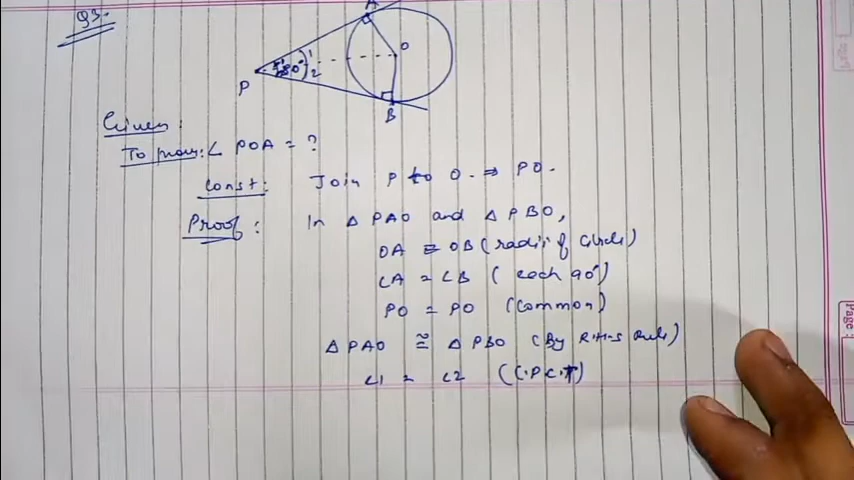 Q3.
A
O
P 80° 1 2
B
Given:
To prove: ∠ POA = ?
Const: Join P to O. ⇒ PO.
Proof: In △ PAO and △ PBO,
OA = OB (radii of circle)
∠A = ∠B (each 90°)
PO = PO (common)
△ PAO ≅ △ PBO (By R.H.S Rule)
∠1 = ∠2 (C.P.C.T)
Page: